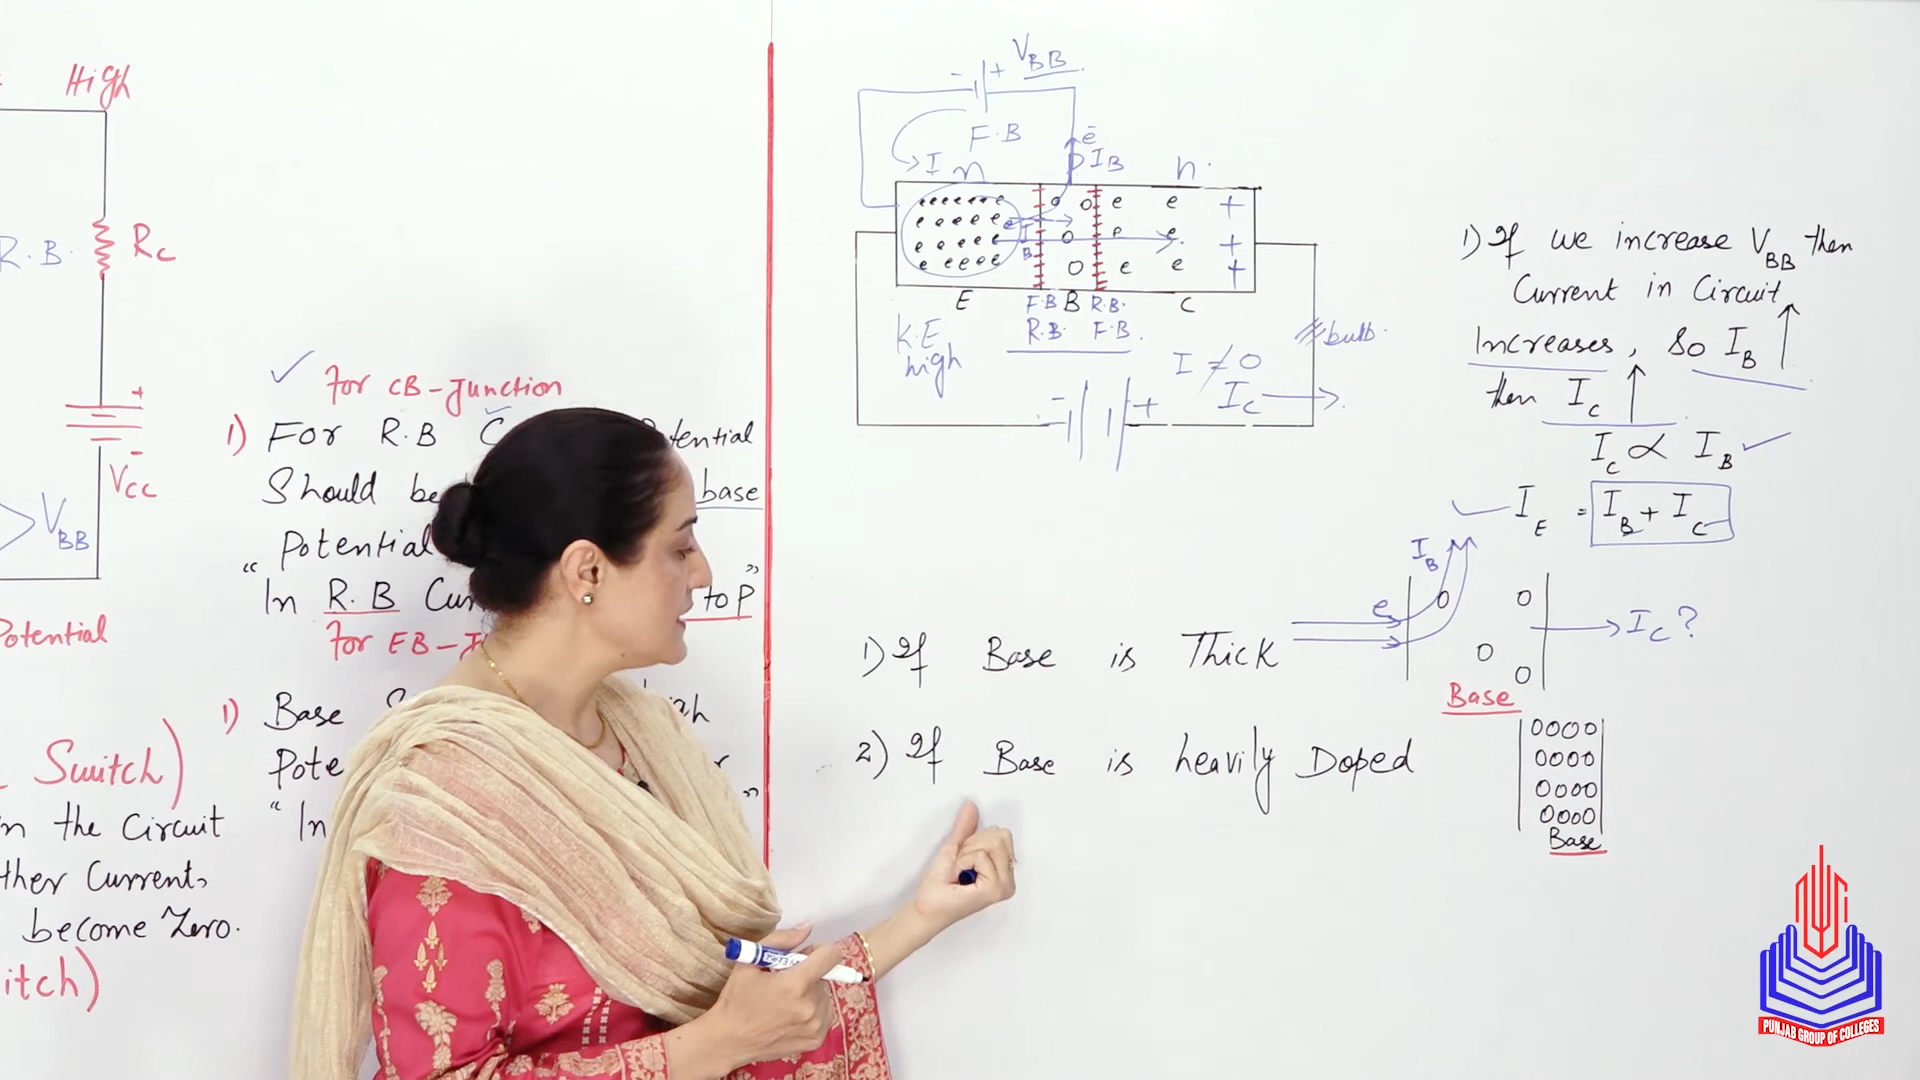 High
R.B.
Rc
+
-
Vcc
VBB
Potential
Switch)
in the Circuit
ther Current,
become Zero.
itch)
✓ For CB-Junction
1) For R.B C
Should be base
Potential
"In R.B to P"
For EB-J
1) Base
Pote
"In
VBB
- +
F.B
ē
I n IB n
e e e e e e o o e e +
e e e e e o e e +
e e e e e o e e +
E F.B B R.B. C
R.B. F.B.
K.E
high
I ≠ 0
bulb
- + IC →
1) If we increase VBB then
Current in Circuit
Increases, So IB ↑
then IC ↑
IC ∝ IB ✓
IE = IB + IC
IB
e
o o
o
o
IC?
1) If Base is Thick
Base
2) If Base is heavily Doped
0000
0000
0000
0000
Base
PUNJAB GROUP OF COLLEGES